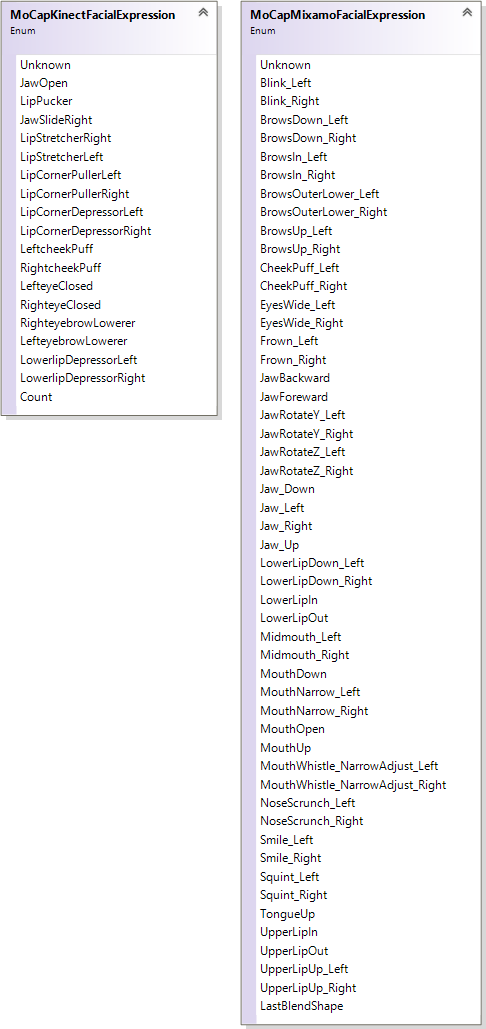 MoCapKinectFacialExpression
Enum
Unknown
JawOpen
LipPucker
JawSlideRight
LipStretcherRight
LipStretcherLeft
LipCornerPullerLeft
LipCornerPullerRight
LipCornerDepressorLeft
LipCornerDepressorRight
LeftcheekPuff
RightcheekPuff
LefteyeClosed
RighteyeClosed
RighteyebrowLowerer
LefteyebrowLowerer
LowerlipDepressorLeft
LowerlipDepressorRight
Count
MoCapMixamoFacialExpression
Enum
Unknown
Blink_Left
Blink_Right
BrowsDown_Left
BrowsDown_Right
BrowsIn_Left
BrowsIn_Right
BrowsOuterLower_Left
BrowsOuterLower_Right
BrowsUp_Left
BrowsUp_Right
CheekPuff_Left
CheekPuff_Right
EyesWide_Left
EyesWide_Right
Frown_Left
Frown_Right
JawBackward
JawForeward
JawRotateY_Left
JawRotateY_Right
JawRotateZ_Left
JawRotateZ_Right
Jaw_Down
Jaw_Left
Jaw_Right
Jaw_Up
LowerLipDown_Left
LowerLipDown_Right
LowerLipIn
LowerLipOut
Midmouth_Left
Midmouth_Right
MouthDown
MouthNarrow_Left
MouthNarrow_Right
MouthOpen
MouthUp
MouthWhistle_NarrowAdjust_Left
MouthWhistle_NarrowAdjust_Right
NoseScrunch_Left
NoseScrunch_Right
Smile_Left
Smile_Right
Squint_Left
Squint_Right
TongueUp
UpperLipIn
UpperLipOut
UpperLipUp_Left
UpperLipUp_Right
LastBlendShape